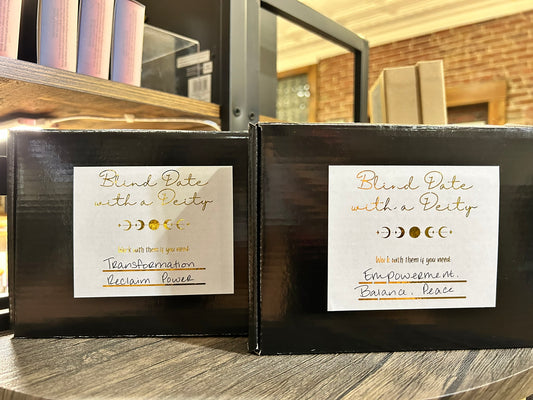 Blind Date
with a Deity
Work with them if you need:
Transformation
Reclaim Power
Blind Date
with a Deity
Work with them if you need:
Empowerment.
Balance. Peace